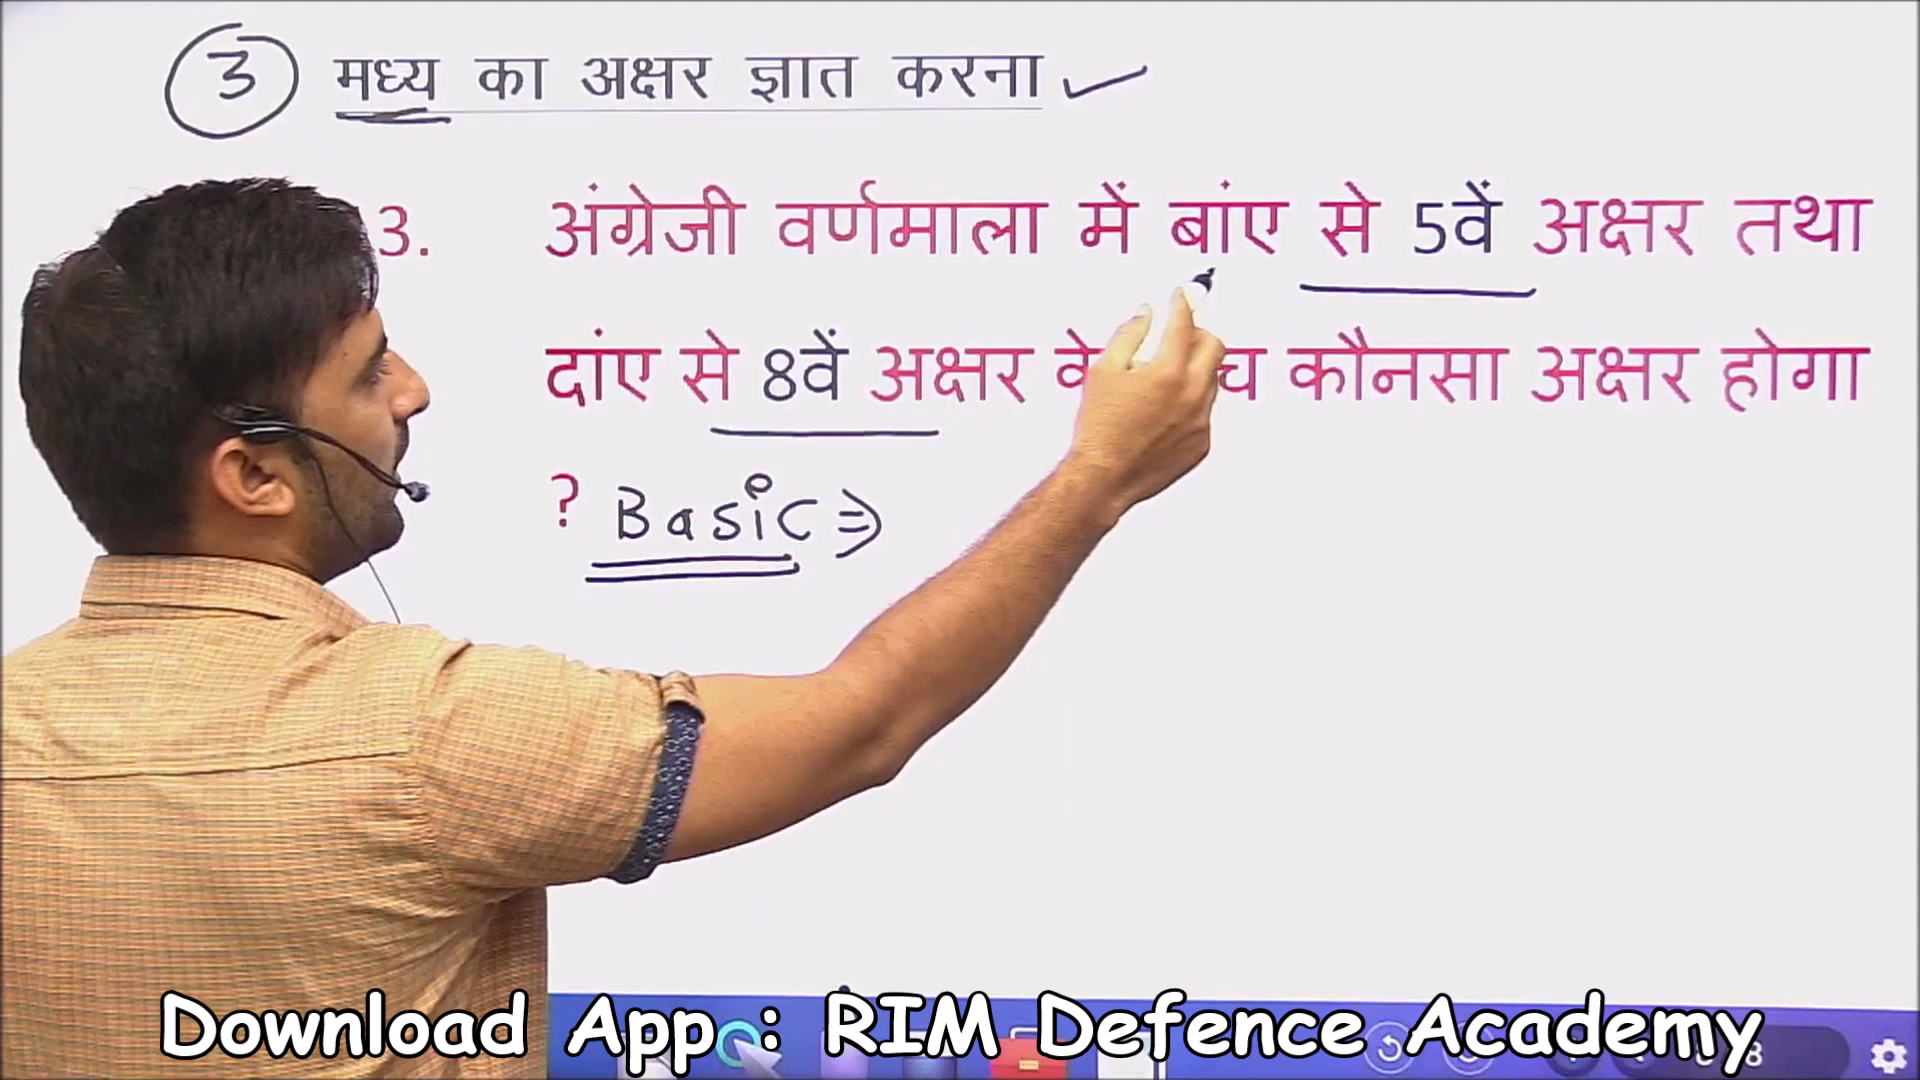 3 मध्य का अक्षर ज्ञात करना
3. अंग्रेजी वर्णमाला में बांए से 5वें अक्षर तथा
दांए से 8वें अक्षर के कौनसा अक्षर होगा
? Basic ⇒
Download App : RIM Defence Academy